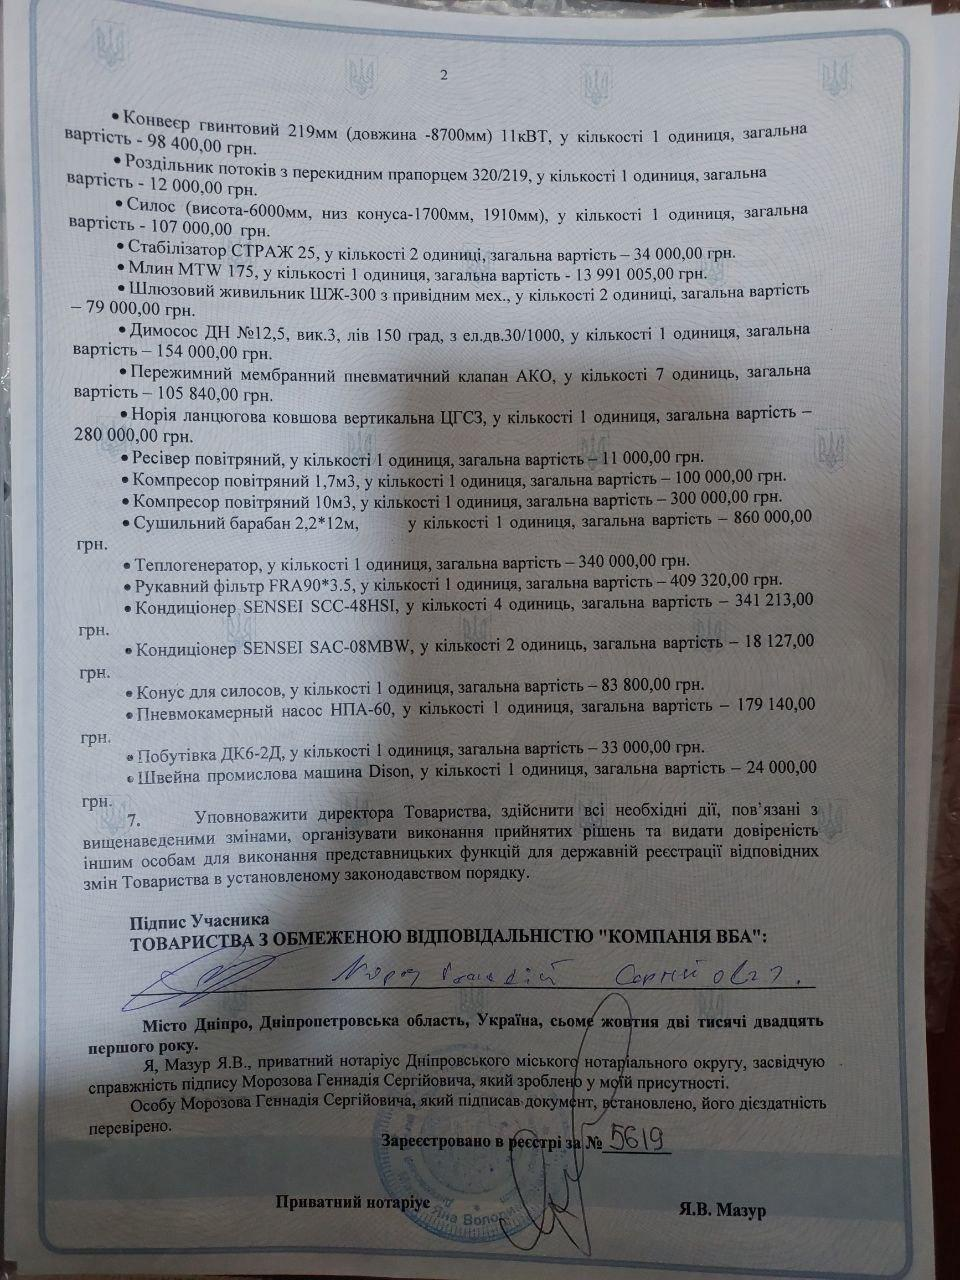 2
• Конвеєр гвинтовий 219мм (довжина -8700мм) 11кВТ, у кількості 1 одиниця, загальна
вартість - 98 400,00 грн.
• Роздільник потоків з перекидним прапорцем 320/219, у кількості 1 одиниця, загальна
вартість - 12 000,00 грн.
• Силос (висота-6000мм, низ конуса-1700мм, 1910мм), у кількості 1 одиниця, загальна
вартість - 107 000,00 грн.
• Стабілізатор СТРАЖ 25, у кількості 2 одиниці, загальна вартість – 34 000,00 грн.
• Млин MTW 175, у кількості 1 одиниця, загальна вартість - 13 991 005,00 грн.
• Шлюзовий живильник ШЖ-300 з привідним мех., у кількості 2 одиниці, загальна вартість
– 79 000,00 грн.
• Димосос ДН №12,5, вик.3, лів 150 град, з ел.дв.30/1000, у кількості 1 одиниця, загальна
вартість – 154 000,00 грн.
• Пережимний мембранний пневматичний клапан АКО, у кількості 7 одиниць, загальна
вартість – 105 840,00 грн.
• Норія ланцюгова ковшова вертикальна ЦГСЗ, у кількості 1 одиниця, загальна вартість –
280 000,00 грн.
• Ресівер повітряний, у кількості 1 одиниця, загальна вартість – 11 000,00 грн.
• Компресор повітряний 1,7м3, у кількості 1 одиниця, загальна вартість – 100 000,00 грн.
• Компресор повітряний 10м3, у кількості 1 одиниця, загальна вартість – 300 000,00 грн.
• Сушильний барабан 2,2*12м, у кількості 1 одиниця, загальна вартість – 860 000,00
грн.
• Теплогенератор, у кількості 1 одиниця, загальна вартість – 340 000,00 грн.
• Рукавний фільтр FRA90*3.5, у кількості 1 одиниця, загальна вартість – 409 320,00 грн.
• Кондиціонер SENSEI SCC-48HSI, у кількості 4 одиниць, загальна вартість – 341 213,00
грн.
• Кондиціонер SENSEI SAC-08MBW, у кількості 2 одиниць, загальна вартість – 18 127,00
грн.
• Конус для силосов, у кількості 1 одиниця, загальна вартість – 83 800,00 грн.
• Пневмокамерный насос НПА-60, у кількості 1 одиниця, загальна вартість – 179 140,00
грн.
• Побутівка ДК6-2Д, у кількості 1 одиниця, загальна вартість – 33 000,00 грн.
• Швейна промислова машина Dison, у кількості 1 одиниця, загальна вартість – 24 000,00
грн.
7. Уповноважити директора Товариства, здійснити всі необхідні дії, пов’язані з
вищенаведеними змінами, організувати виконання прийнятих рішень та видати довіреність
іншим особам для виконання представницьких функцій для державній реєстрації відповідних
змін Товариства в установленому законодавством порядку.
Підпис Учасника
ТОВАРИСТВА З ОБМЕЖЕНОЮ ВІДПОВІДАЛЬНІСТЮ "КОМПАНІЯ ВБА":
Місто Дніпро, Дніпропетровська область, Україна, сьоме жовтня дві тисячі двадцять
першого року.
Я, Мазур Я.В., приватний нотаріус Дніпровського міського нотаріального округу, засвідчую
справжність підпису Морозова Геннадія Сергійовича, який зроблено у моїй присутності.
Особу Морозова Геннадія Сергійовича, який підписав документ, встановлено, його дієздатність
перевірено.
Зареєстровано в реєстрі за № 5619
Приватний нотаріус Я.В. Мазур